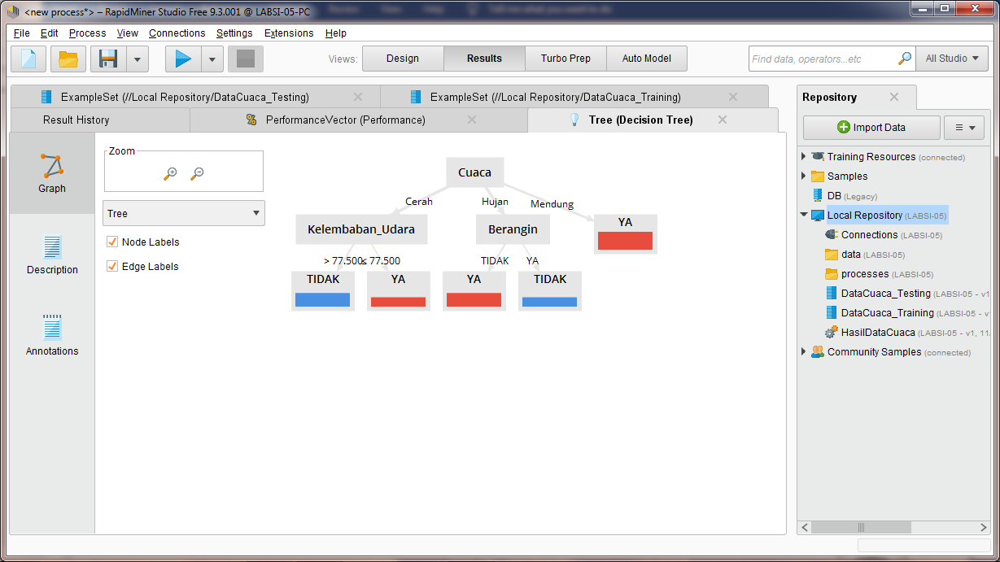 <new process*> – RapidMiner Studio Free 9.3.001 @ LABSI-05-PC
File Edit Process View Connections Settings Extensions Help
Views: Design Results Turbo Prep Auto Model
Find data, operators...etc
All Studio
ExampleSet (//Local Repository/DataCuaca_Testing)
ExampleSet (//Local Repository/DataCuaca_Training)
Result History
PerformanceVector (Performance)
Tree (Decision Tree)
Graph
Description
Annotations
Zoom
Tree
Node Labels
Edge Labels
Cuaca
Cerah Hujan Mendung
Kelembaban_Udara Berangin YA
> 77.500 ≤ 77.500 TIDAK YA
TIDAK YA YA TIDAK
Repository
Import Data
Training Resources (connected)
Samples
DB (Legacy)
Local Repository (LABSI-05)
Connections (LABSI-05)
data (LABSI-05)
processes (LABSI-05)
DataCuaca_Testing (LABSI-05 - v1
DataCuaca_Training (LABSI-05 - v
HasilDataCuaca (LABSI-05 - v1, 11/
Community Samples (connected)